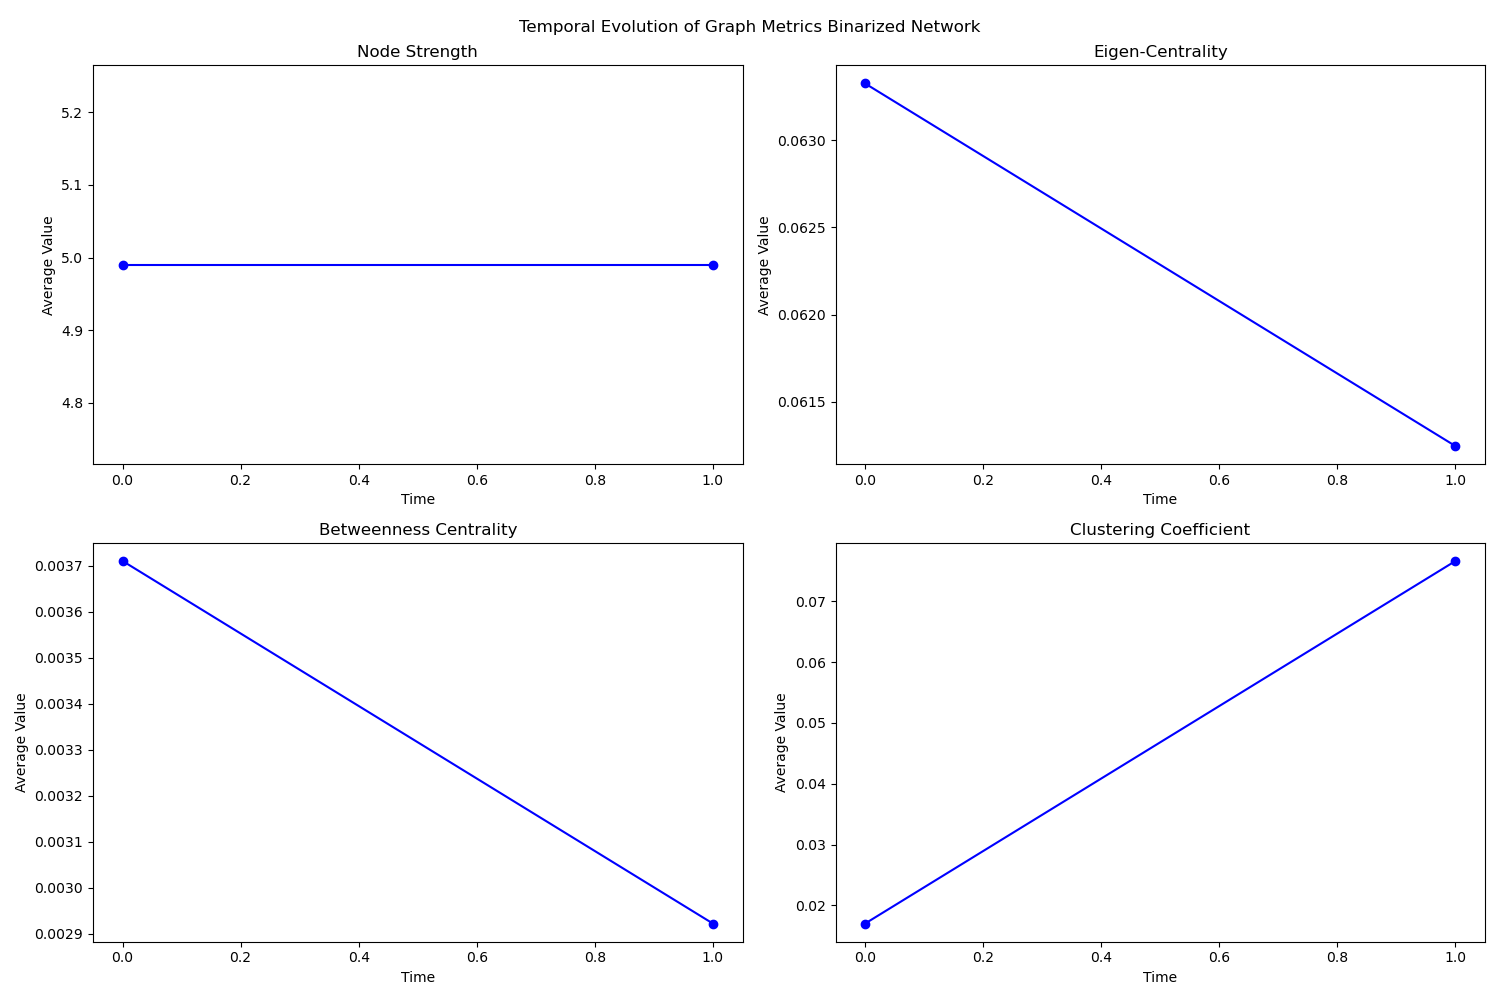 Temporal Evolution of Graph Metrics Binarized Network
Node Strength
Average Value
5.2
5.1
5.0
4.9
4.8
0.0 0.2 0.4 0.6 0.8 1.0
Time
Eigen-Centrality
Average Value
0.0630
0.0625
0.0620
0.0615
0.0 0.2 0.4 0.6 0.8 1.0
Time
Betweenness Centrality
Average Value
0.0037
0.0036
0.0035
0.0034
0.0033
0.0032
0.0031
0.0030
0.0029
0.0 0.2 0.4 0.6 0.8 1.0
Time
Clustering Coefficient
Average Value
0.07
0.06
0.05
0.04
0.03
0.02
0.0 0.2 0.4 0.6 0.8 1.0
Time